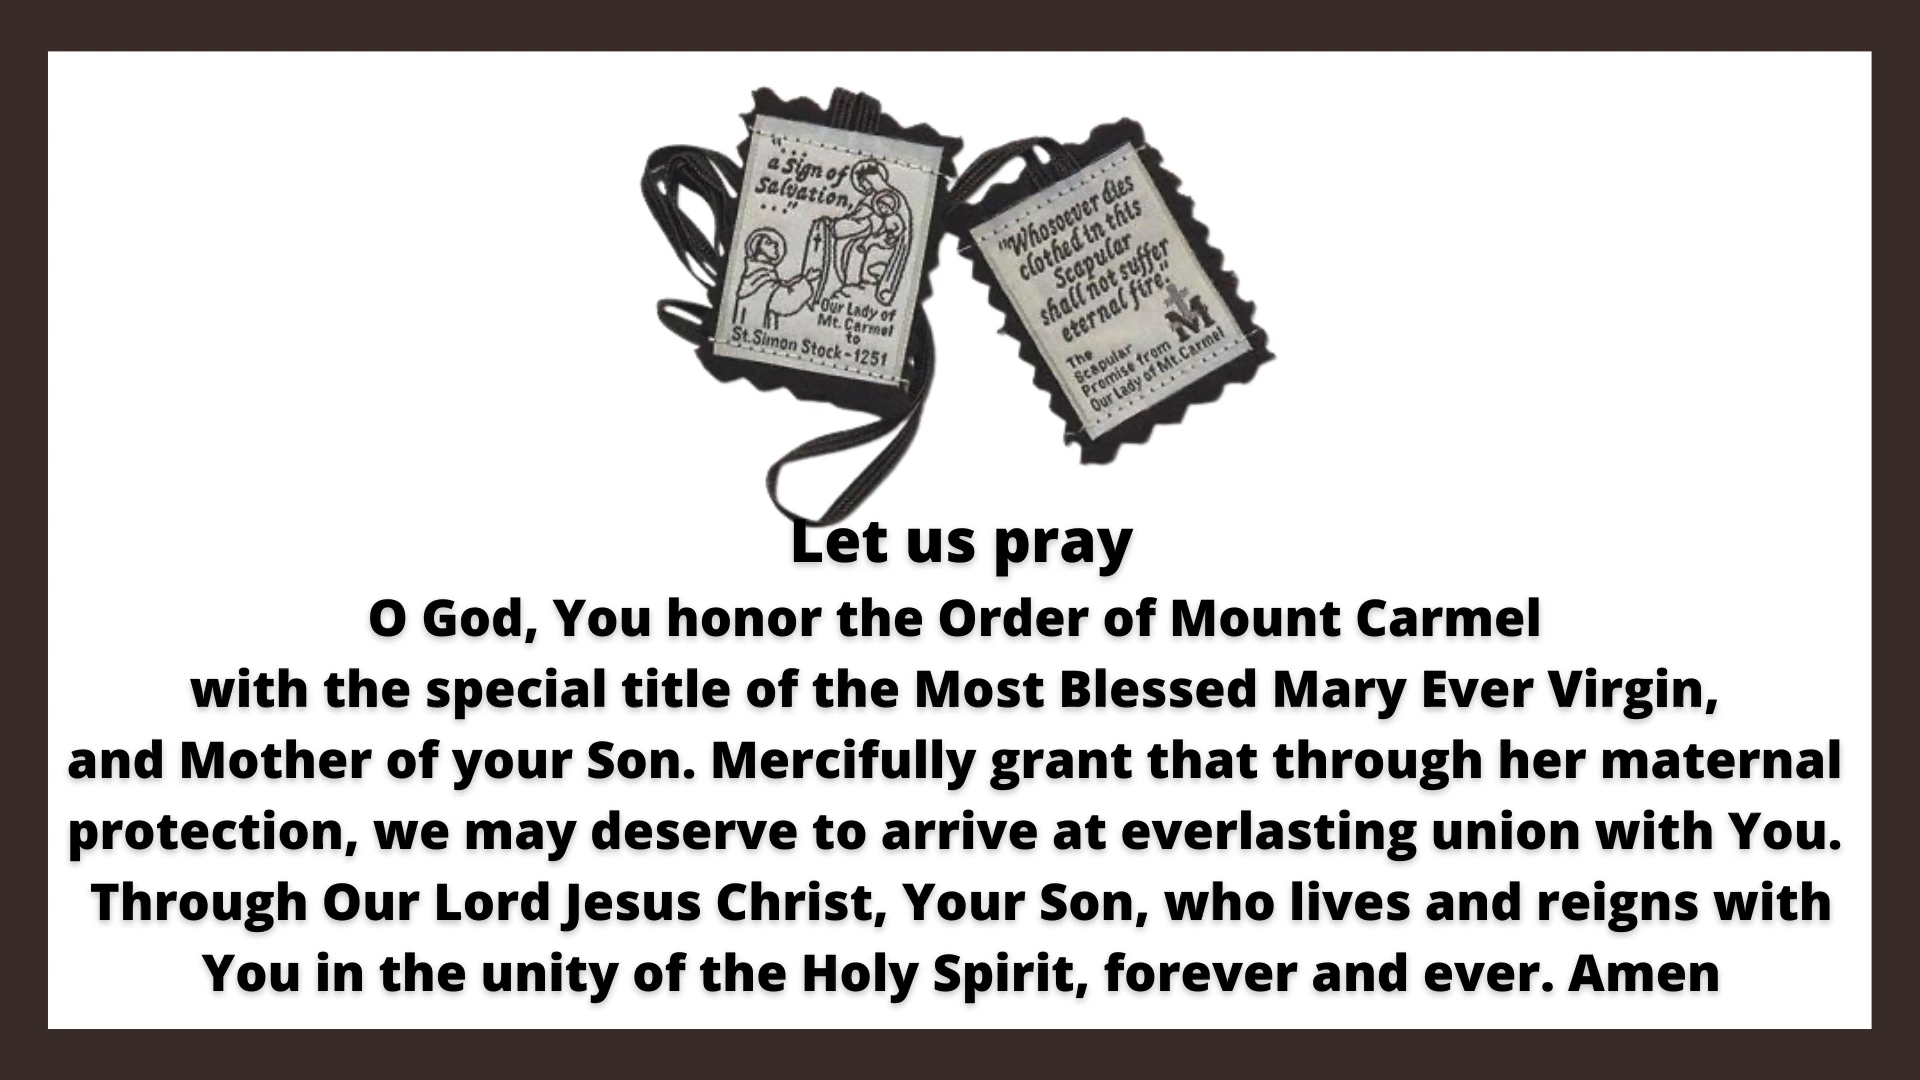 "...
a Sign of
Salvation,
..."
Our Lady of
Mt. Carmel
to
St. Simon Stock - 1251
"Whosoever dies
clothed in this
Scapular
shall not suffer
eternal fire."
M
The
Scapular
Promise from
Our Lady of Mt. Carmel
Let us pray
O God, You honor the Order of Mount Carmel
with the special title of the Most Blessed Mary Ever Virgin,
and Mother of your Son. Mercifully grant that through her maternal
protection, we may deserve to arrive at everlasting union with You.
Through Our Lord Jesus Christ, Your Son, who lives and reigns with
You in the unity of the Holy Spirit, forever and ever. Amen